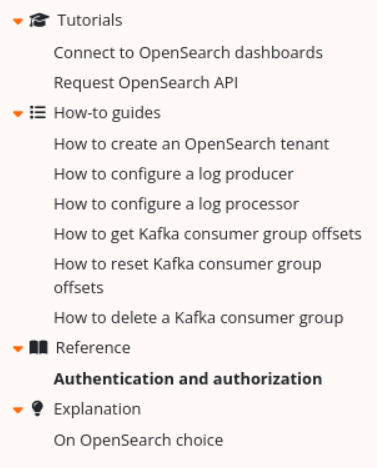 Tutorials
Connect to OpenSearch dashboards
Request OpenSearch API
How-to guides
How to create an OpenSearch tenant
How to configure a log producer
How to configure a log processor
How to get Kafka consumer group offsets
How to reset Kafka consumer group
offsets
How to delete a Kafka consumer group
Reference
Authentication and authorization
Explanation
On OpenSearch choice